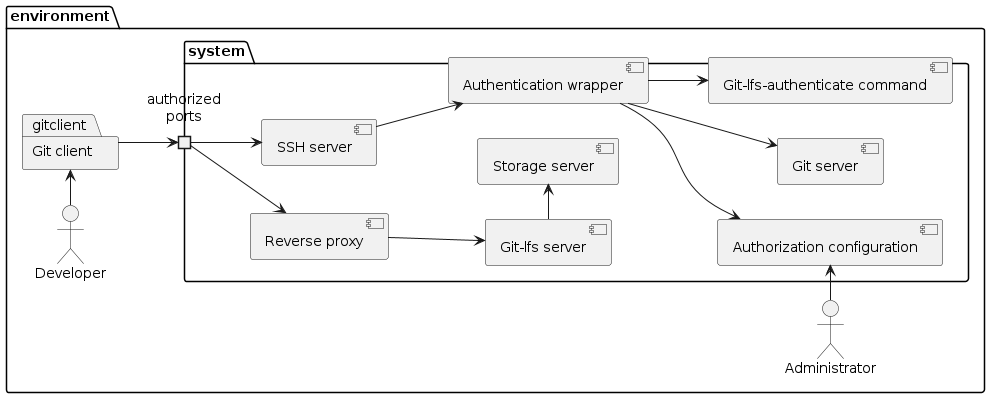 environment
system
Authentication wrapper
Git-lfs-authenticate command
authorized
ports
gitclient
Git client
SSH server
Storage server
Git server
Reverse proxy
Git-lfs server
Authorization configuration
Developer
Administrator